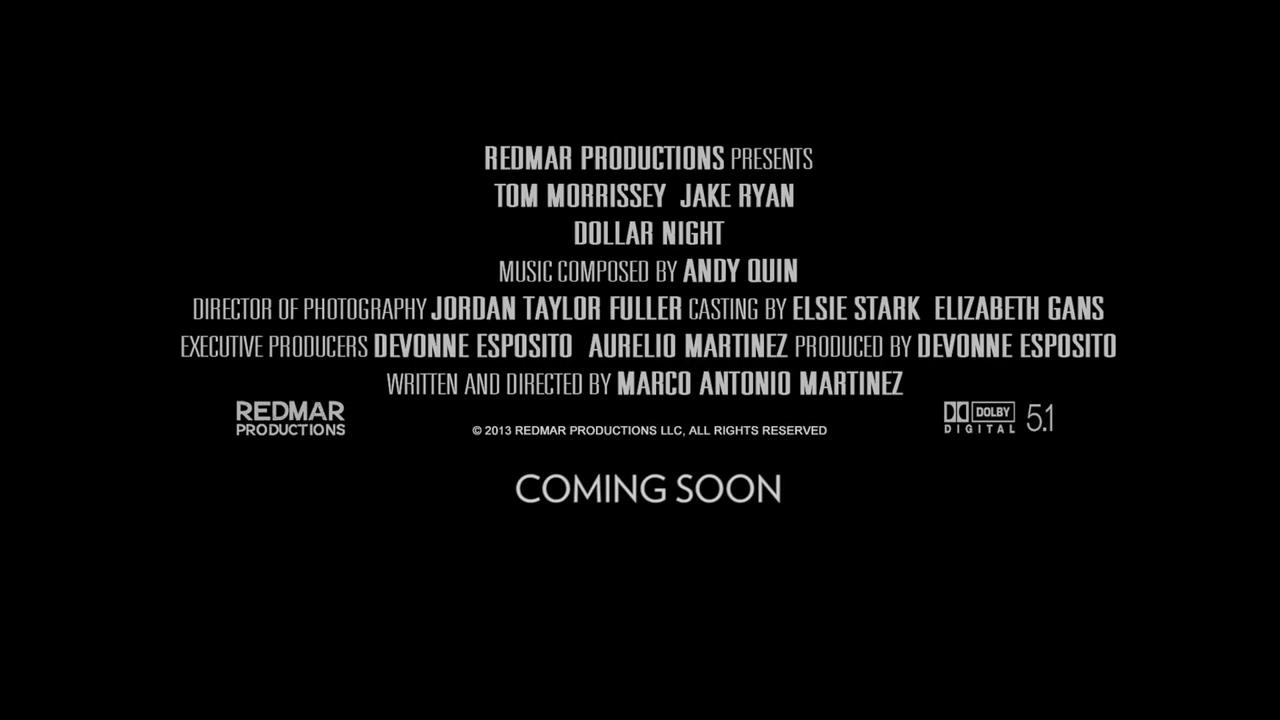 REDMAR PRODUCTIONS PRESENTS
TOM MORRISSEY JAKE RYAN
DOLLAR NIGHT
MUSIC COMPOSED BY ANDY QUIN
DIRECTOR OF PHOTOGRAPHY JORDAN TAYLOR FULLER CASTING BY ELSIE STARK ELIZABETH GANS
EXECUTIVE PRODUCERS DEVONNE ESPOSITO AURELIO MARTINEZ PRODUCED BY DEVONNE ESPOSITO
WRITTEN AND DIRECTED BY MARCO ANTONIO MARTINEZ
REDMAR
PRODUCTIONS
© 2013 REDMAR PRODUCTIONS LLC, ALL RIGHTS RESERVED
DOLBY
DIGITAL 5.1
COMING SOON